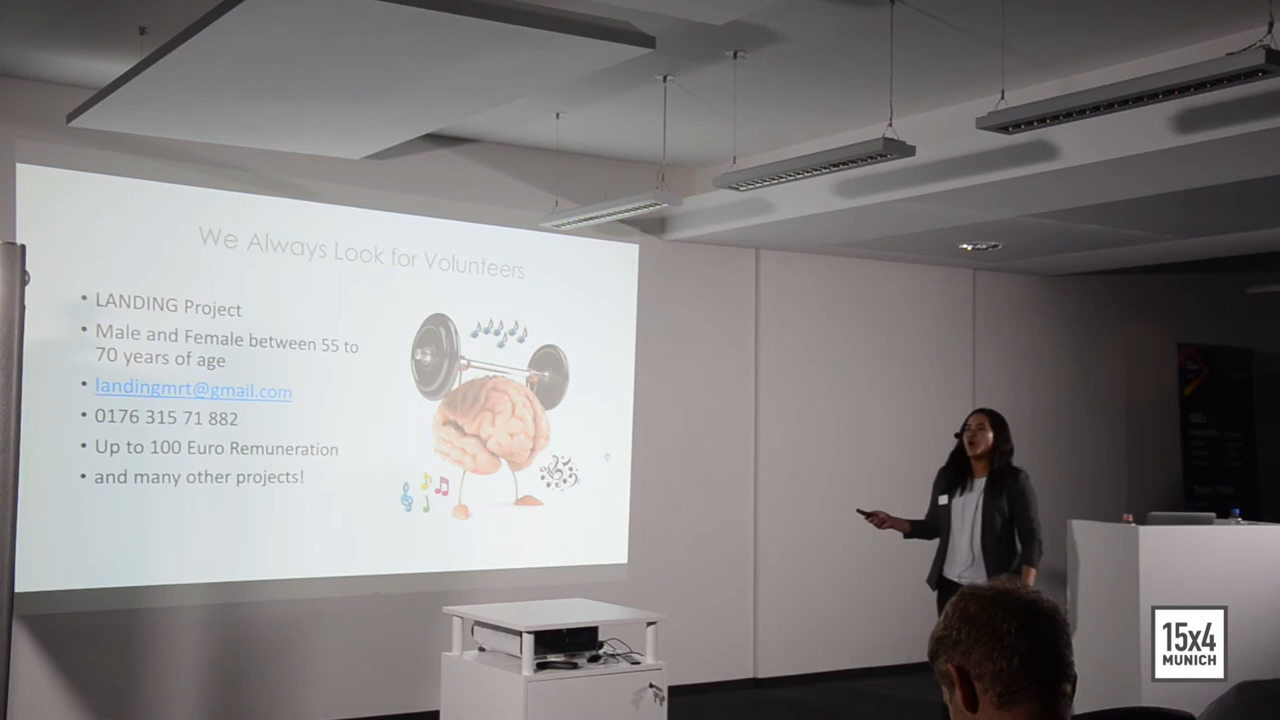 We Always Look for Volunteers
• LANDING Project
• Male and Female between 55 to
70 years of age
• landingmrt@gmail.com
• 0176 315 71 882
• Up to 100 Euro Remuneration
• and many other projects!
15x4
MUNICH